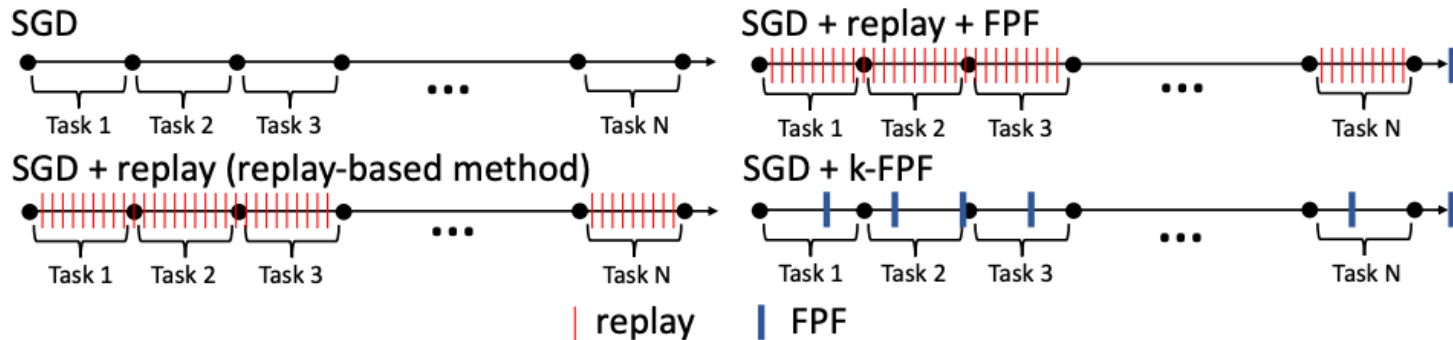 SGD
Task 1 Task 2 Task 3 ... Task N
SGD + replay (replay-based method)
Task 1 Task 2 Task 3 ... Task N
SGD + replay + FPF
Task 1 Task 2 Task 3 ... Task N
SGD + k-FPF
Task 1 Task 2 Task 3 ... Task N
replay FPF